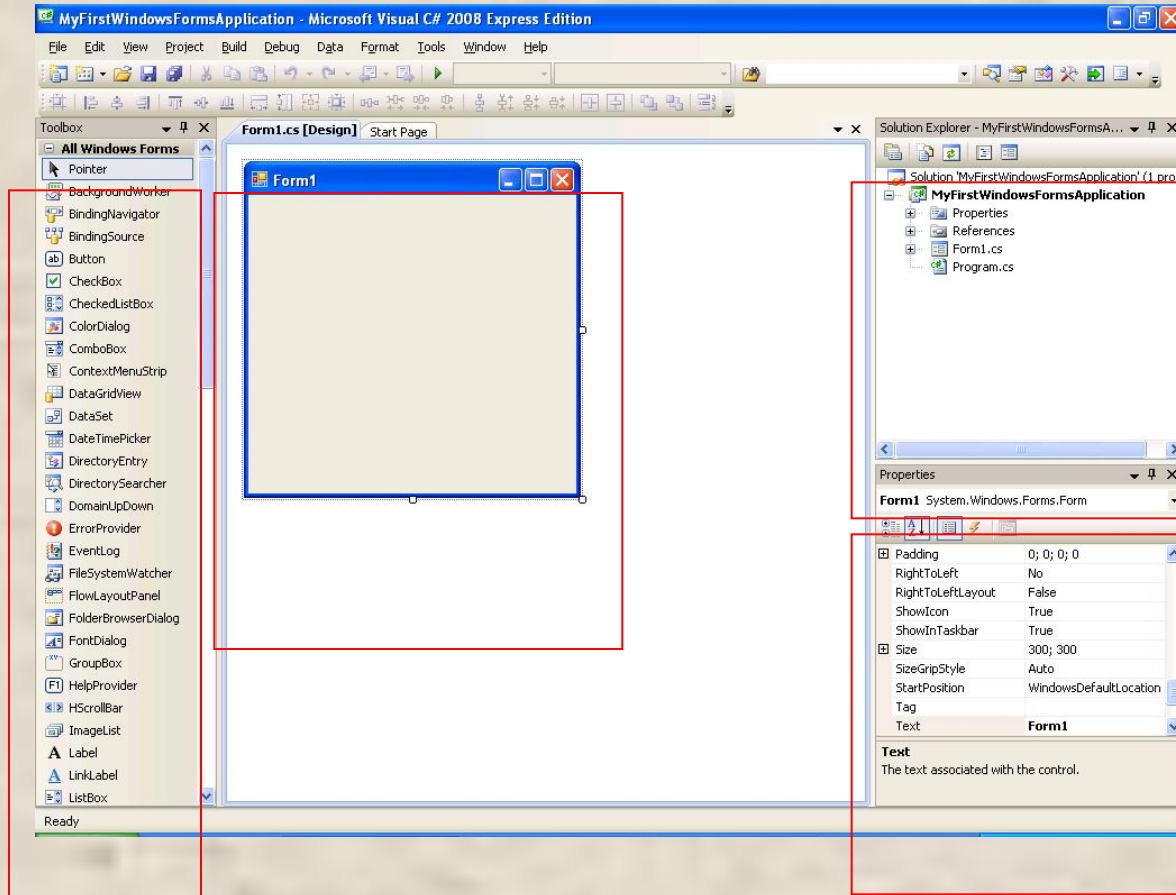 MyFirstWindowsFormsApplication - Microsoft Visual C# 2008 Express Edition
File Edit View Project Build Debug Data Format Tools Window Help
Toolbox
All Windows Forms
Pointer
BackgroundWorker
BindingNavigator
BindingSource
Button
CheckBox
CheckedListBox
ColorDialog
ComboBox
ContextMenuStrip
DataGridView
DataSet
DateTimePicker
DirectoryEntry
DirectorySearcher
DomainUpDown
ErrorProvider
EventLog
FileSystemWatcher
FlowLayoutPanel
FolderBrowserDialog
FontDialog
GroupBox
HelpProvider
HScrollBar
ImageList
Label
LinkLabel
ListBox
Form1.cs [Design] Start Page
Form1
Solution Explorer - MyFirstWindowsFormsA...
Solution 'MyFirstWindowsFormsApplication' (1 pro
MyFirstWindowsFormsApplication
Properties
References
Form1.cs
Program.cs
Properties
Form1 System.Windows.Forms.Form
Padding 0; 0; 0; 0
RightToLeft No
RightToLeftLayout False
ShowIcon True
ShowInTaskbar True
Size 300; 300
SizeGripStyle Auto
StartPosition WindowsDefaultLocation
Tag
Text Form1
Text
The text associated with the control.
Ready